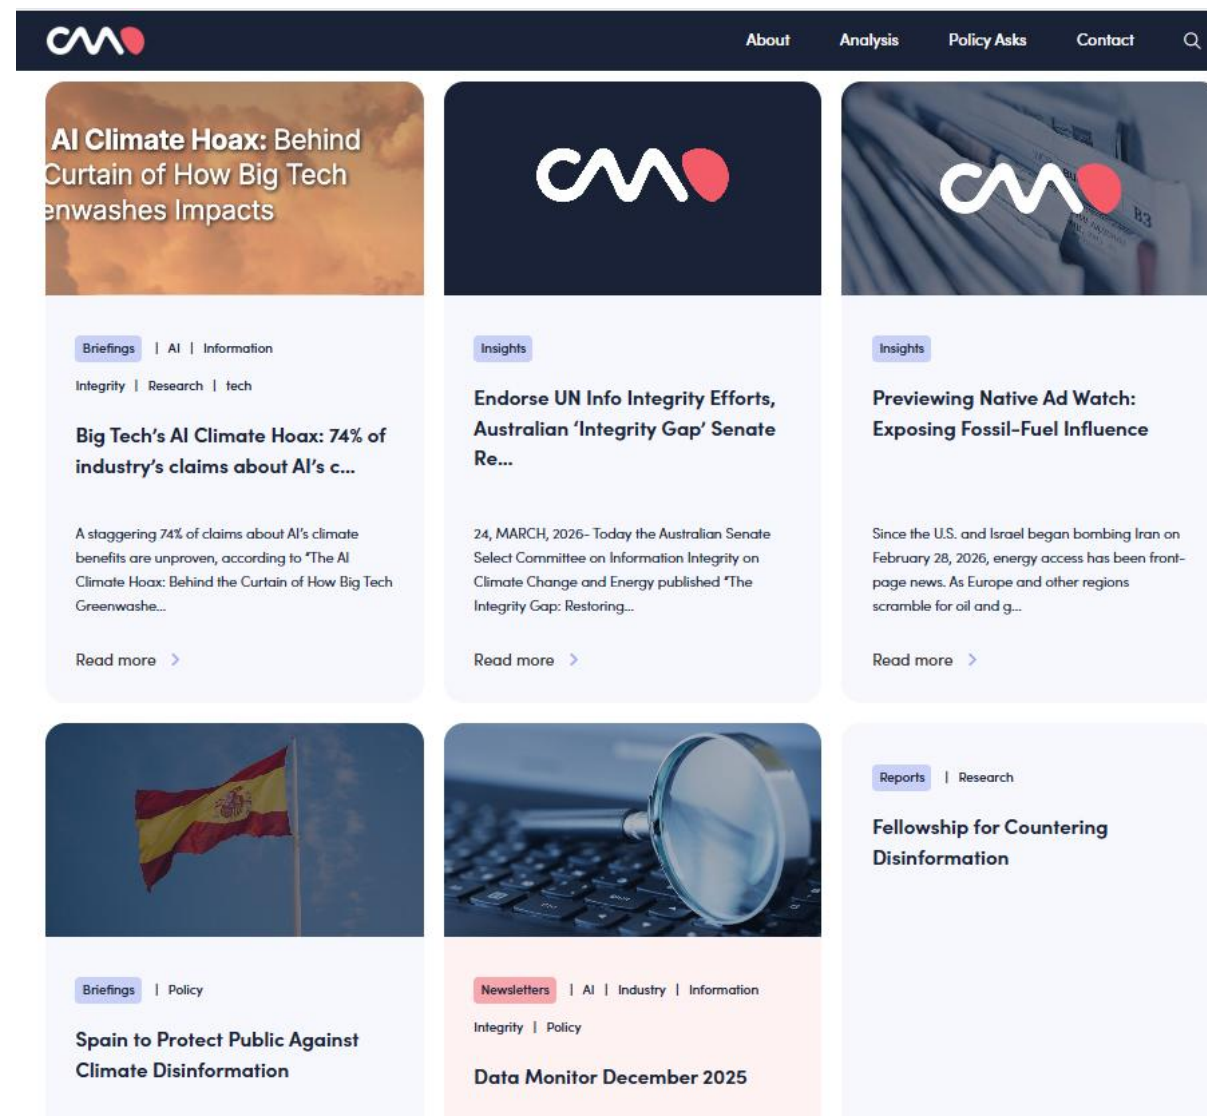 CMO
About
Analysis
Policy Asks
Contact
AI Climate Hoax: Behind
Curtain of How Big Tech
enwashes Impacts
Briefings | AI | Information
Integrity | Research | tech
Big Tech’s AI Climate Hoax: 74% of
industry’s claims about AI’s c...
A staggering 74% of claims about AI’s climate
benefits are unproven, according to “The AI
Climate Hoax: Behind the Curtain of How Big Tech
Greenwashe...
Read more
Insights
Endorse UN Info Integrity Efforts,
Australian ‘Integrity Gap’ Senate
Re...
24, MARCH, 2026- Today the Australian Senate
Select Committee on Information Integrity on
Climate Change and Energy published “The
Integrity Gap: Restoring...
Read more
B3
Insights
Previewing Native Ad Watch:
Exposing Fossil-Fuel Influence
Since the U.S. and Israel began bombing Iran on
February 28, 2026, energy access has been front-
page news. As Europe and other regions
scramble for oil and g...
Read more
Briefings | Policy
Spain to Protect Public Against
Climate Disinformation
Newsletters | AI | Industry | Information
Integrity | Policy
Data Monitor December 2025
Reports | Research
Fellowship for Countering
Disinformation